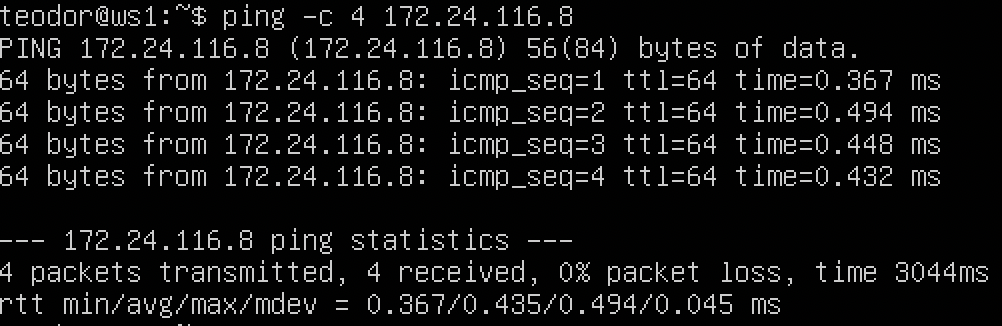 teodor@ws1:~$ ping -c 4 172.24.116.8
PING 172.24.116.8 (172.24.116.8) 56(84) bytes of data.
64 bytes from 172.24.116.8: icmp_seq=1 ttl=64 time=0.367 ms
64 bytes from 172.24.116.8: icmp_seq=2 ttl=64 time=0.494 ms
64 bytes from 172.24.116.8: icmp_seq=3 ttl=64 time=0.448 ms
64 bytes from 172.24.116.8: icmp_seq=4 ttl=64 time=0.432 ms
--- 172.24.116.8 ping statistics ---
4 packets transmitted, 4 received, 0% packet loss, time 3044ms
rtt min/avg/max/mdev = 0.367/0.435/0.494/0.045 ms